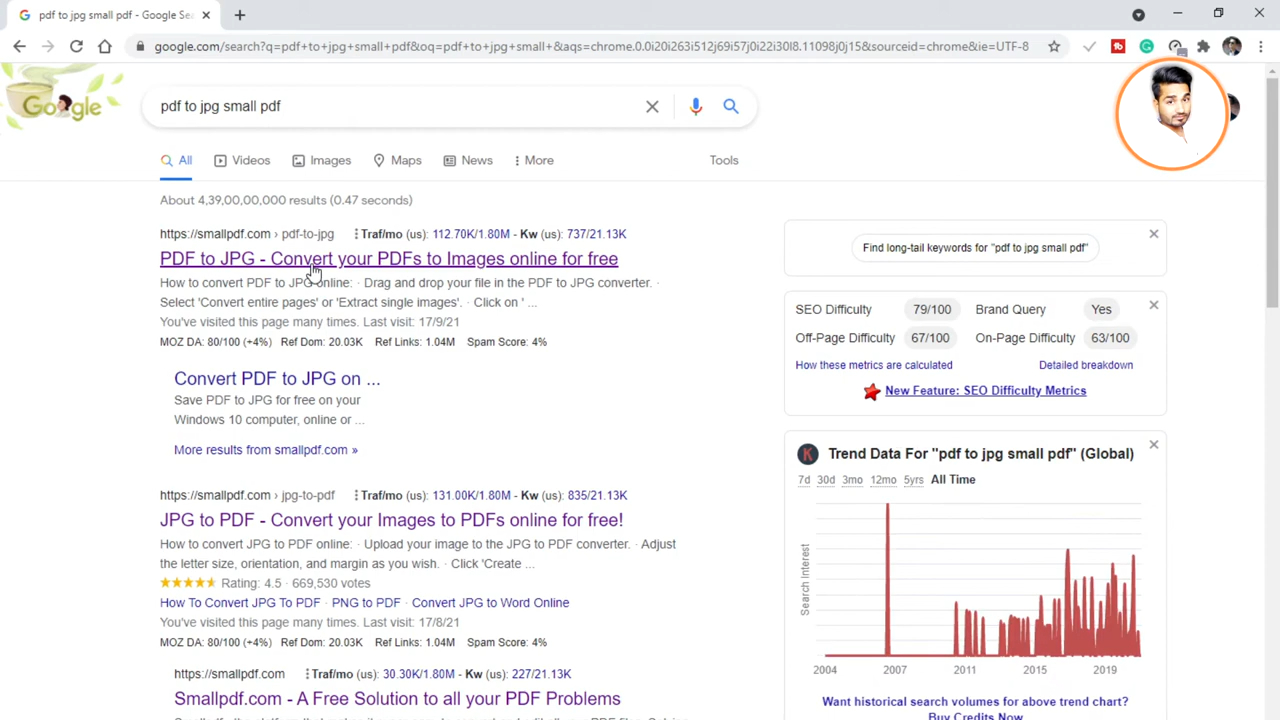 pdf to jpg small pdf - Google Sea
google.com/search?q=pdf+to+jpg+small+pdf&oq=pdf+to+jpg+small+&aqs=chrome.0.0i20i263i512j69i57j0i22i30l8.11098j0j15&sourceid=chrome&ie=UTF-8
Google
pdf to jpg small pdf
All Videos Images Maps News More Tools
About 4,39,00,00,000 results (0.47 seconds)
https://smallpdf.com › pdf-to-jpg Traf/mo (us): 112.70K/1.80M - Kw (us): 737/21.13K
PDF to JPG - Convert your PDFs to Images online for free
How to convert PDF to JPG online: · Drag and drop your file in the PDF to JPG converter. ·
Select 'Convert entire pages' or 'Extract single images'. · Click on ' ...
You've visited this page many times. Last visit: 17/9/21
MOZ DA: 80/100 (+4%) Ref Dom: 20.03K Ref Links: 1.04M Spam Score: 4%
Convert PDF to JPG on ...
Save PDF to JPG for free on your
Windows 10 computer, online or ...
More results from smallpdf.com »
https://smallpdf.com › jpg-to-pdf Traf/mo (us): 131.00K/1.80M - Kw (us): 835/21.13K
JPG to PDF - Convert your Images to PDFs online for free!
How to convert JPG to PDF online: · Upload your image to the JPG to PDF converter. · Adjust
the letter size, orientation, and margin as you wish. · Click 'Create ...
Rating: 4.5 · 669,530 votes
How To Convert JPG To PDF · PNG to PDF · Convert JPG to Word Online
You've visited this page many times. Last visit: 17/8/21
MOZ DA: 80/100 (+4%) Ref Dom: 20.03K Ref Links: 1.04M Spam Score: 4%
https://smallpdf.com Traf/mo (us): 30.30K/1.80M - Kw (us): 227/21.13K
Smallpdf.com - A Free Solution to all your PDF Problems
Find long-tail keywords for "pdf to jpg small pdf"
SEO Difficulty 79/100 Brand Query Yes
Off-Page Difficulty 67/100 On-Page Difficulty 63/100
How these metrics are calculated Detailed breakdown
New Feature: SEO Difficulty Metrics
K Trend Data For "pdf to jpg small pdf" (Global)
7d 30d 3mo 12mo 5yrs All Time
Search Interest
2004 2007 2011 2015 2019
Want historical search volumes for above trend chart?
Buy Credits Now